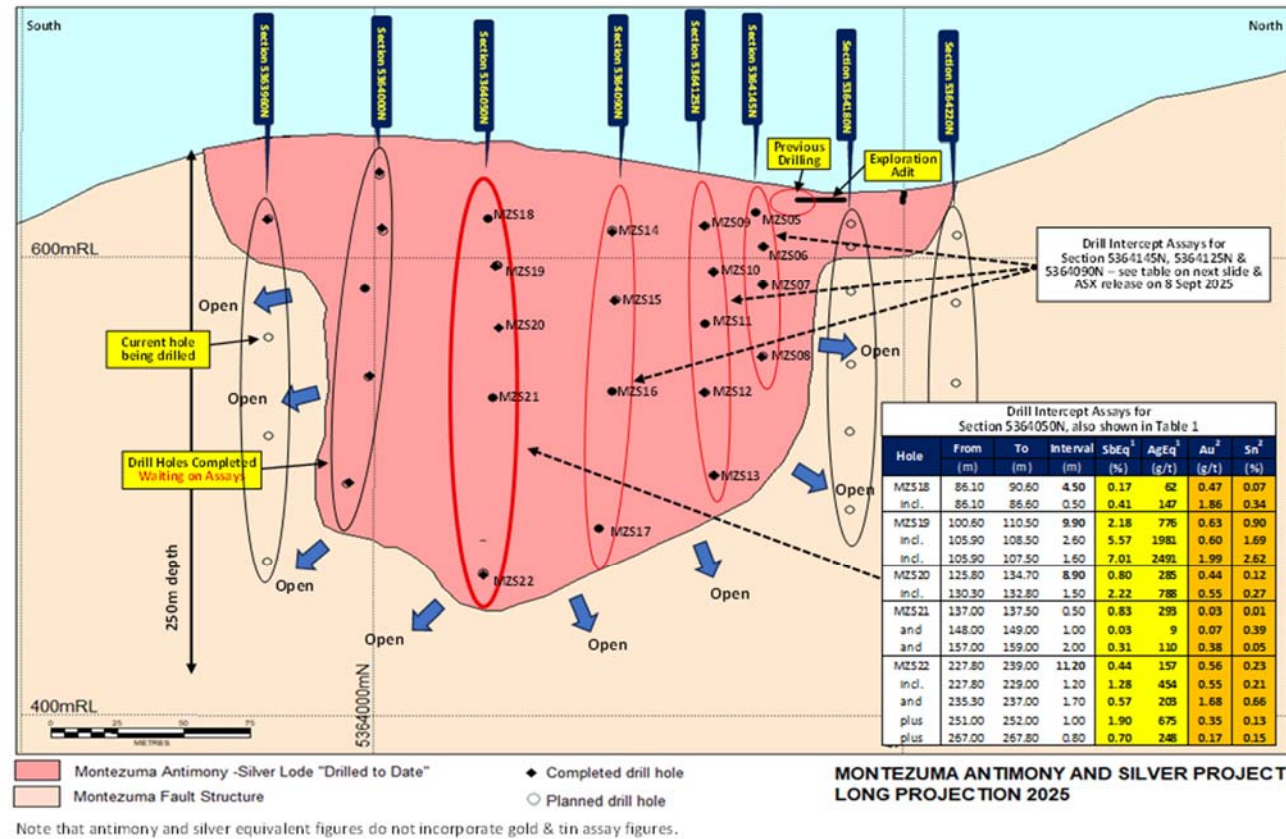 South
North
Section 5363960N
Section 5364000N
Section 5364050N
Section 5364090N
Section 5364125N
Section 5364145N
Section 5364180N
Section 5364220N
Previous
Drilling
Exploration
Adit
MZS18
MZS14
MZS09
MZS05
600mRL
MZS19
MZS10
MZS06
MZS07
Drill Intercept Assays for
Section 5364145N, 5364125N &
5364090N – see table on next slide &
ASX release on 8 Sept 2025
Open
MZS15
MZS20
MZS11
Current hole
being drilled
MZS08
Open
Open
MZS21
MZS16
MZS12
Drill Holes Completed
Waiting on Assays
MZS13
Open
MZS17
Open
MZS22
Open
Open
Open
250m depth
5364000mN
400mRL
0 25 50 75
METRES
Drill Intercept Assays for
Section 5364050N, also shown in Table 1
Hole From To Interval SbEq1 AgEq1 Au2 Sn2
(m) (m) (m) (%) (g/t) (g/t) (%)
MZS18 86.10 90.60 4.50 0.17 62 0.47 0.07
Incl. 86.10 86.60 0.50 0.41 147 1.86 0.34
MZS19 100.60 110.50 9.90 2.18 776 0.63 0.90
Incl. 105.90 108.50 2.60 5.57 1981 0.60 1.69
Incl. 105.90 107.50 1.60 7.01 2491 1.99 2.62
MZS20 125.80 134.70 8.90 0.80 285 0.44 0.12
Incl. 130.30 132.80 1.50 2.22 788 0.55 0.27
MZS21 137.00 137.50 0.50 0.83 293 0.03 0.01
and 148.00 149.00 1.00 0.03 9 0.07 0.39
and 157.00 159.00 2.00 0.31 110 0.38 0.05
MZS22 227.80 239.00 11.20 0.44 157 0.56 0.23
Incl. 227.80 229.00 1.20 1.28 454 0.55 0.21
and 235.30 237.00 1.70 0.57 203 1.68 0.66
plus 251.00 252.00 1.00 1.90 675 0.35 0.13
plus 267.00 267.80 0.80 0.70 248 0.17 0.15
Montezuma Antimony -Silver Lode "Drilled to Date"
Montezuma Fault Structure
Completed drill hole
Planned drill hole
MONTEZUMA ANTIMONY AND SILVER PROJECT
LONG PROJECTION 2025
Note that antimony and silver equivalent figures do not incorporate gold & tin assay figures.